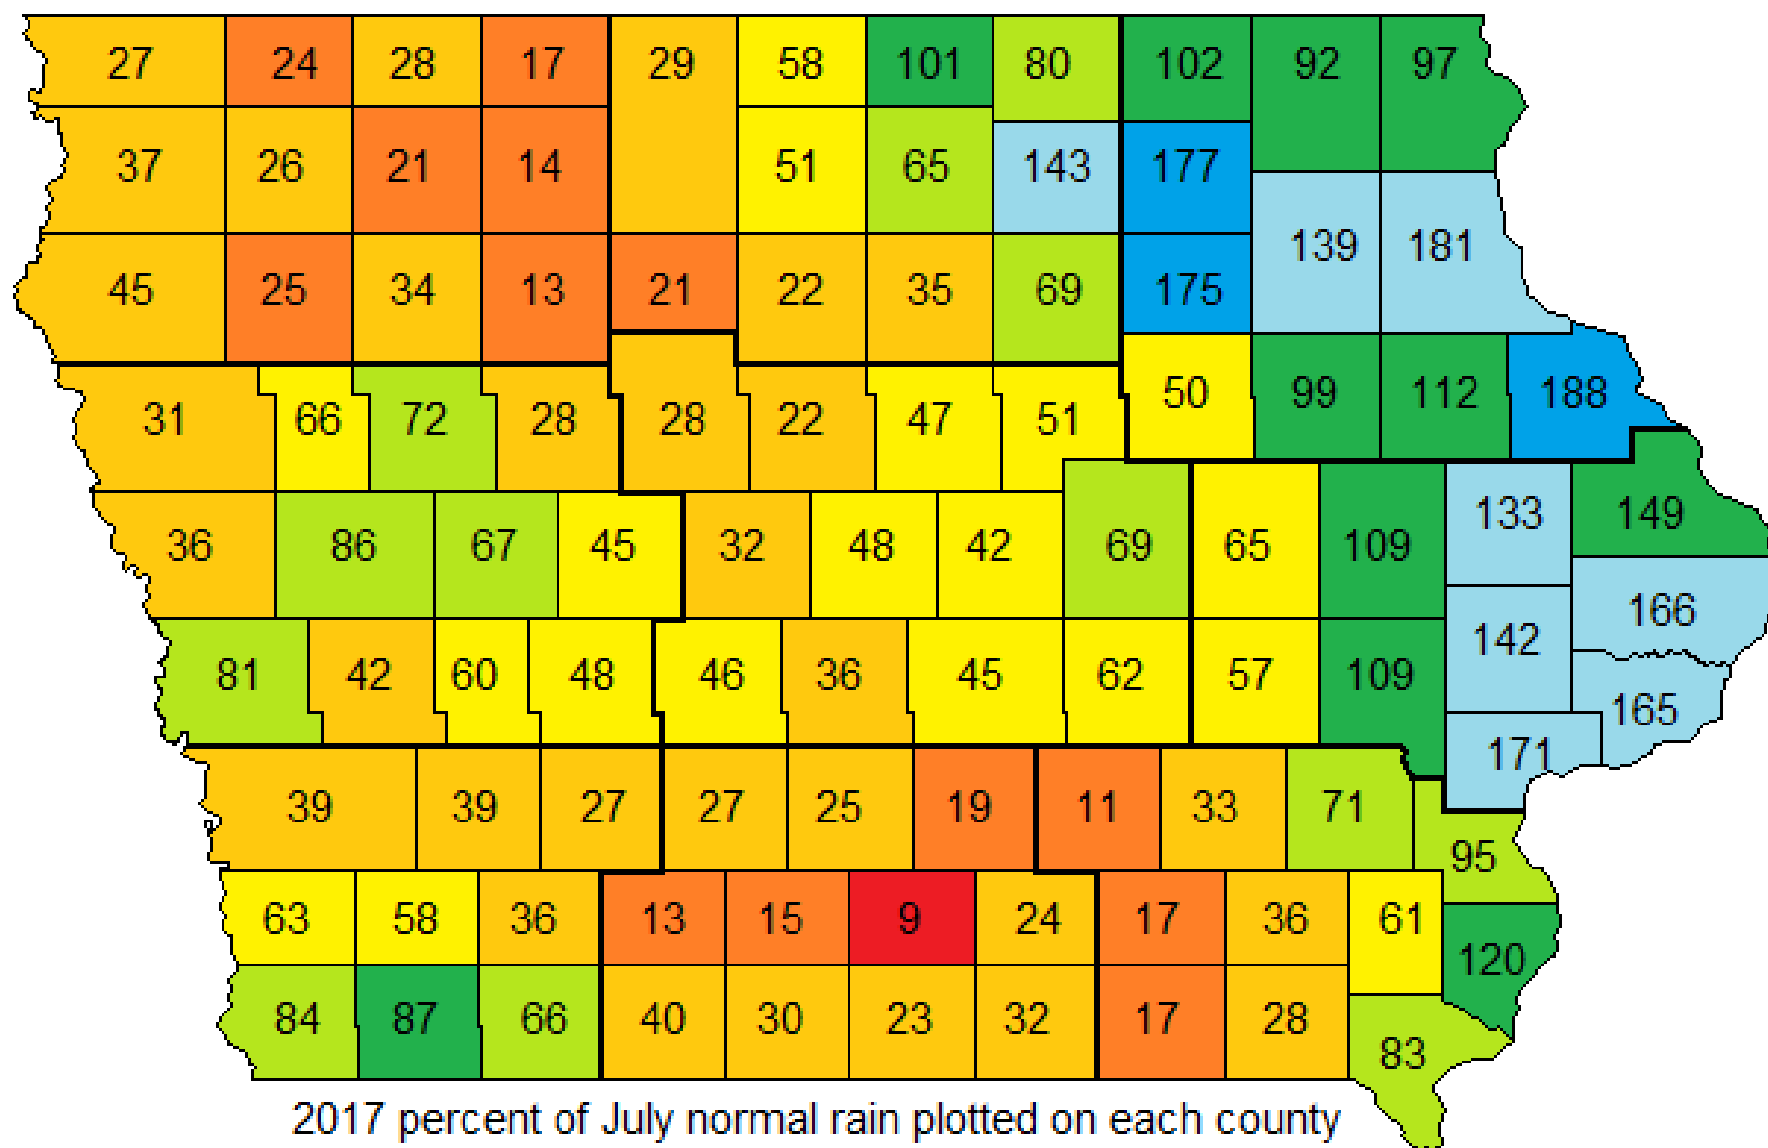 27 24 28 17 29 58 101 80 102 92 97
37 26 21 14 51 65 143 177
139 181
45 25 34 13 21 22 35 69 175
31 66 72 28 28 22 47 51 50 99 112 188
36 86 67 45 32 48 42 69 65 109 133 149
166
81 42 60 48 46 36 45 62 57 109 142
165
171
39 39 27 27 25 19 11 33 71
95
63 58 36 13 15 9 24 17 36 61
120
84 87 66 40 30 23 32 17 28
83
2017 percent of July normal rain plotted on each county